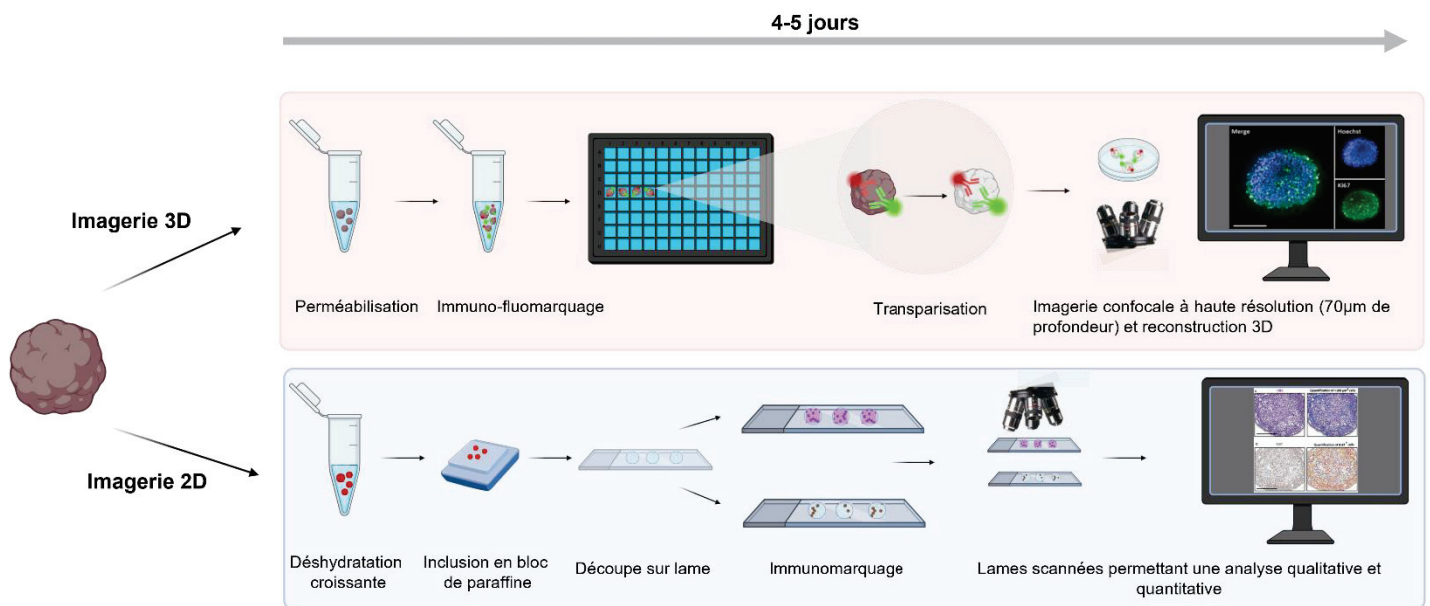 4-5 jours
Imagerie 3D
Merge
Hoechst
Ki67
Perméabilisation
Immuno-fluomarquage
Transparisation
Imagerie confocale à haute résolution (70µm de
profondeur) et reconstruction 3D
Imagerie 2D
Déshydratation
croissante
Inclusion en bloc
de paraffine
Découpe sur lame
Immunomarquage
Lames scannées permettant une analyse qualitative et
quantitative